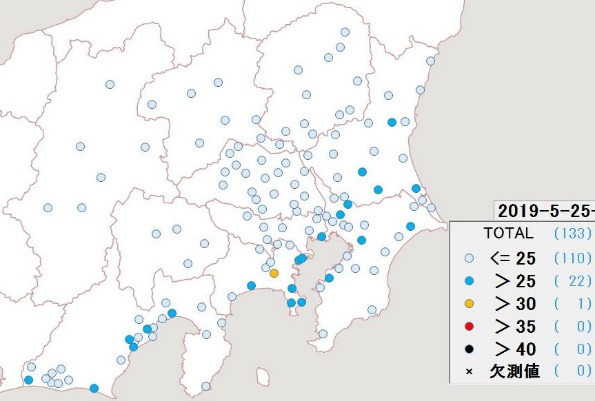 2019-5-25-
TOTAL (133)
<= 25 (110)
> 25 ( 22)
> 30 ( 1)
> 35 ( 0)
> 40 ( 0)
× 欠測値 ( 0)